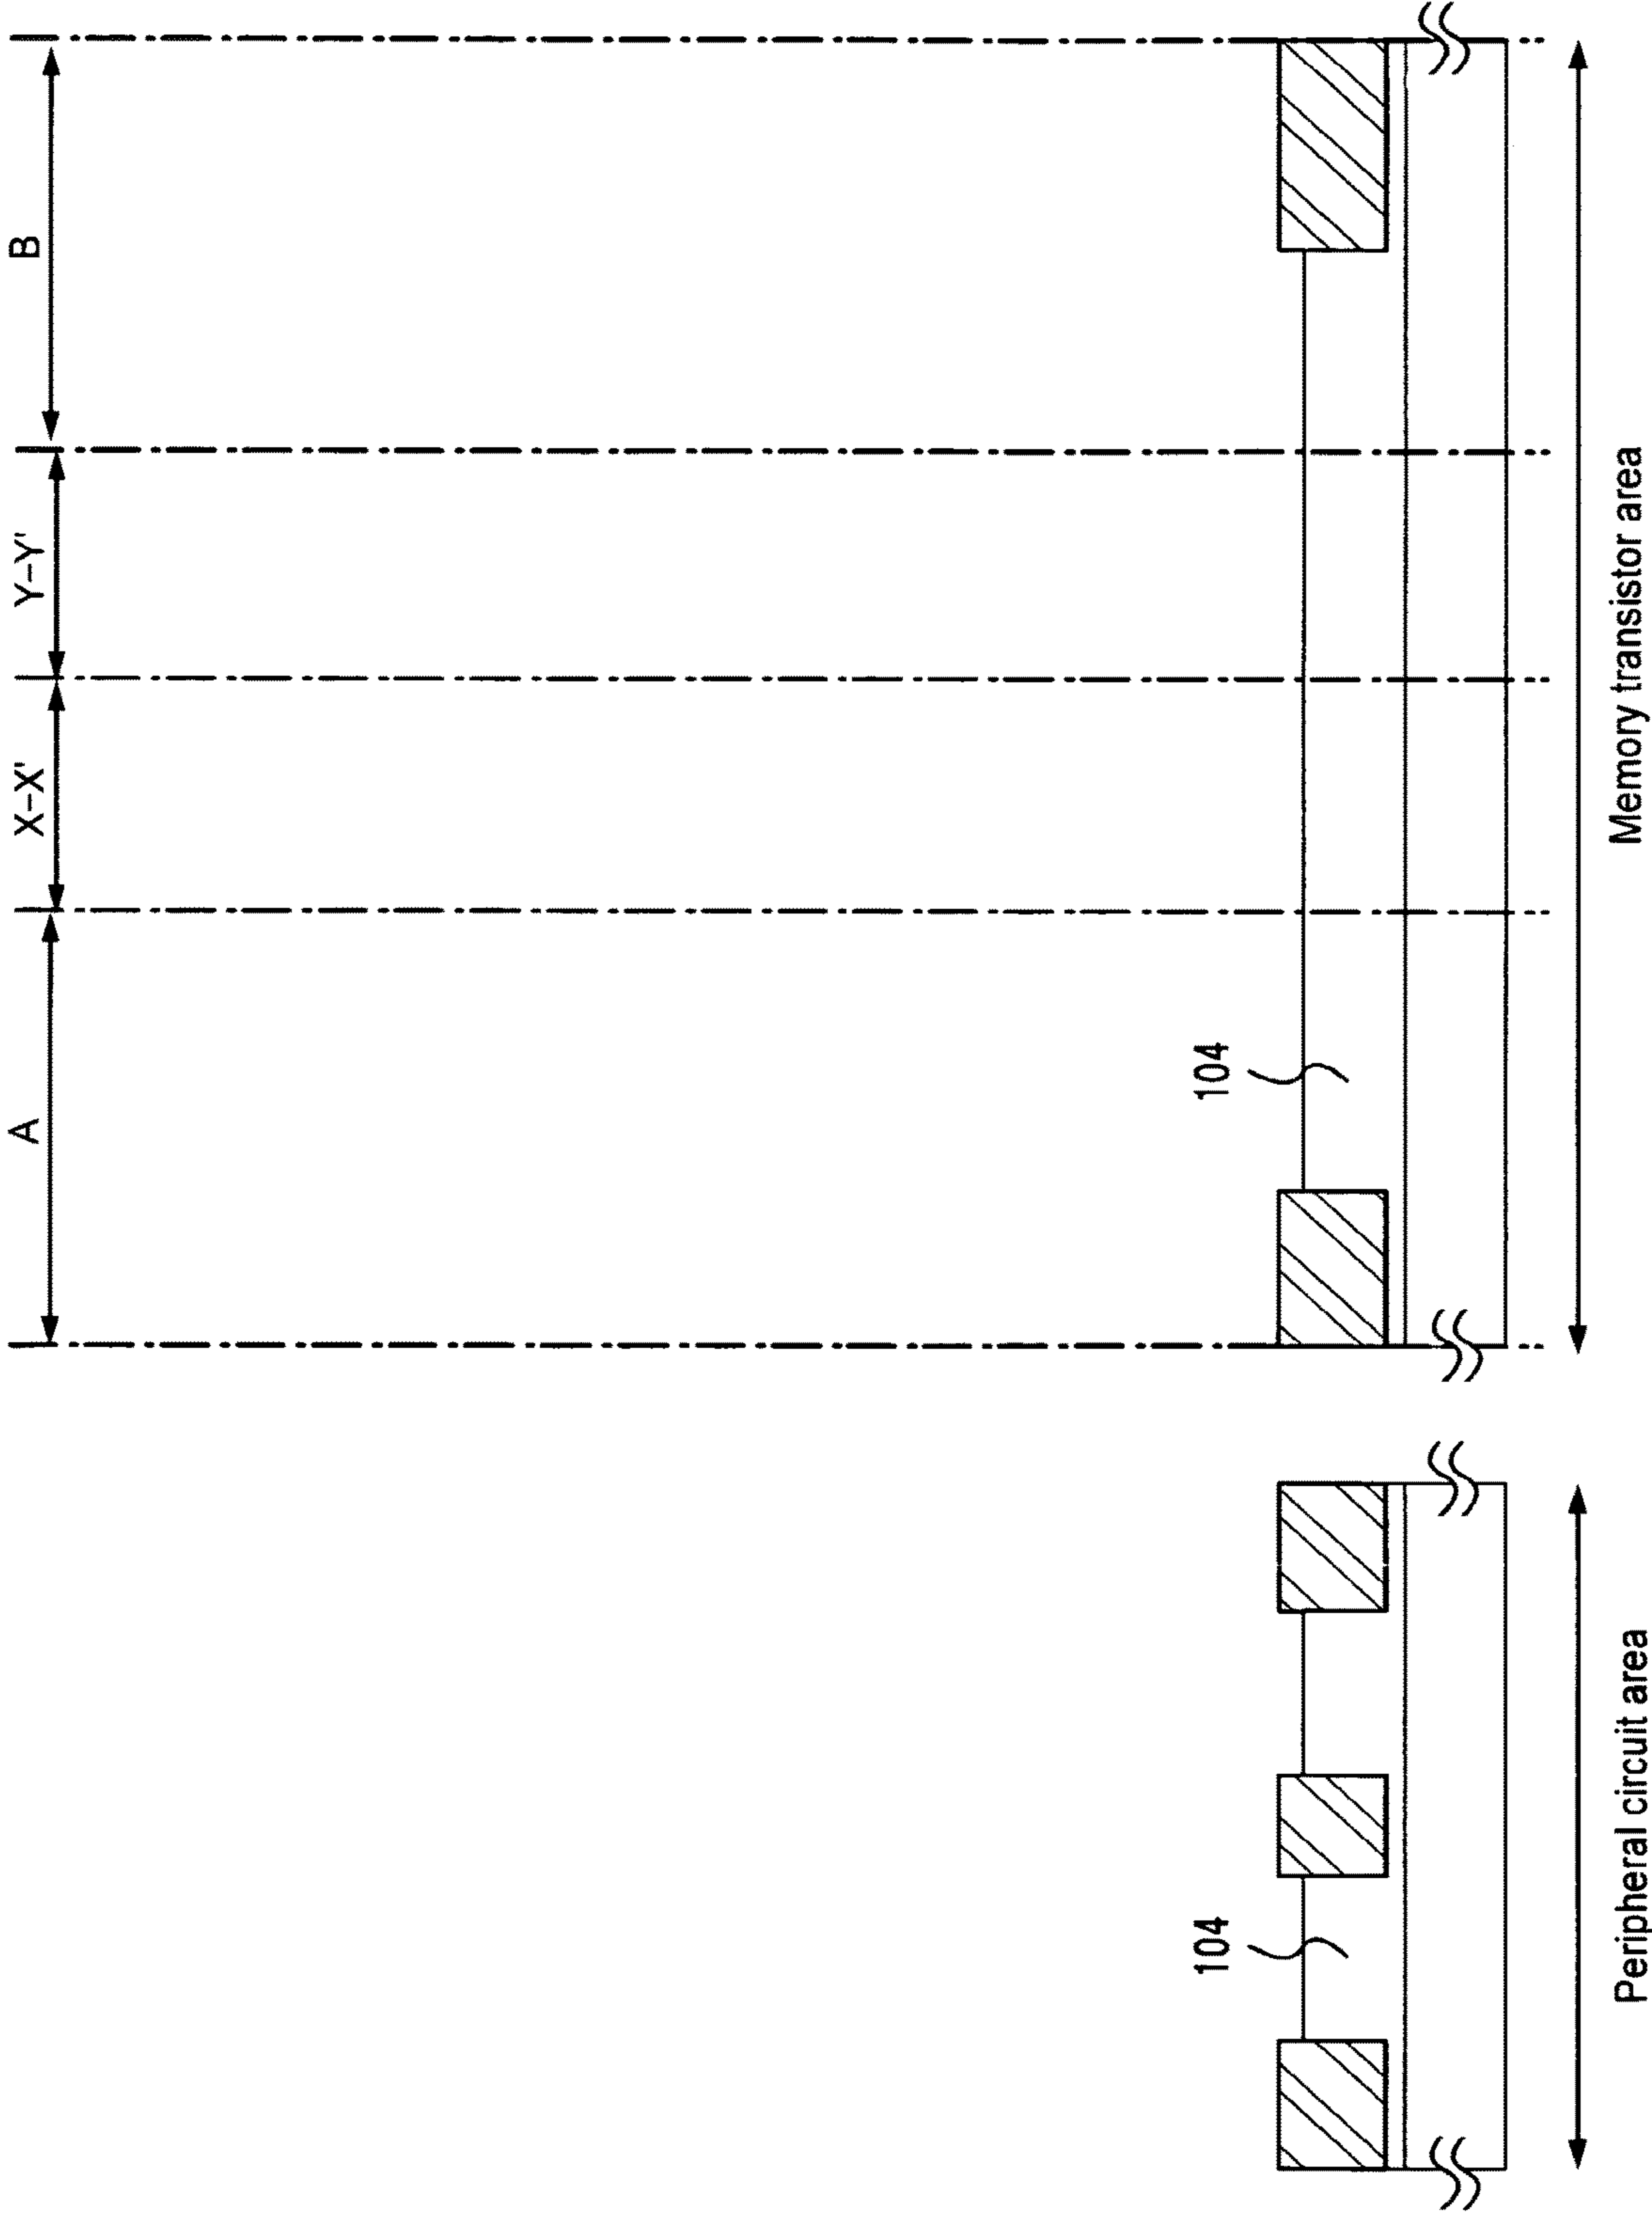 A
X-X'
Y-Y'
B
104
104
Peripheral circuit area
Memory transistor area